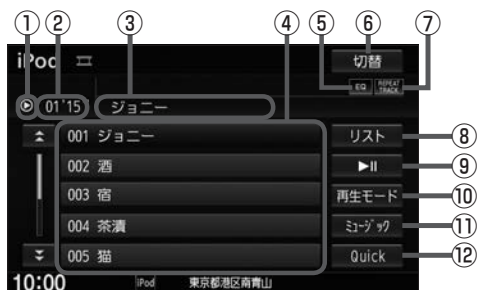 ① ② ③ ④ ⑤ ⑥ ⑦
iPod 切替
EQ REPEAT TRACK
01'15 ジョニー
001 ジョニー リスト ⑧
002 酒 ►II ⑨
003 宿 再生モード ⑩
004 茶漬 ミュージック ⑪
005 猫 Quick ⑫
10:00 iPod 東京都港区南青山